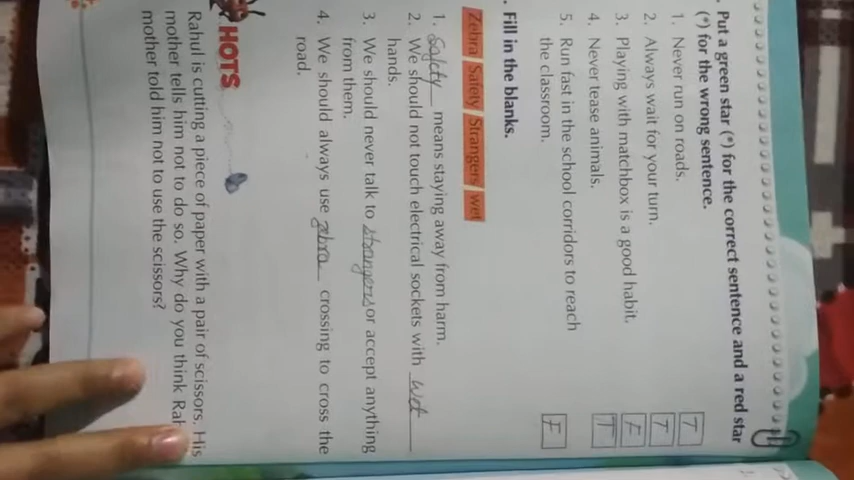 . Put a green star (*) for the correct sentence and a red star
(*) for the wrong sentence.
1. Never run on roads. T
2. Always wait for your turn. T
3. Playing with matchbox is a good habit. F
4. Never tease animals. T
5. Run fast in the school corridors to reach
the classroom. F
. Fill in the blanks.
Zebra Safety Strangers wet
1. Safety means staying away from harm.
2. We should not touch electrical sockets with wet
hands.
3. We should never talk to strangers or accept anything
from them.
4. We should always use zebra crossing to cross the
road.
HOTS
Rahul is cutting a piece of paper with a pair of scissors. His
mother tells him not to do so. Why do you think Rah
mother told him not to use the scissors?